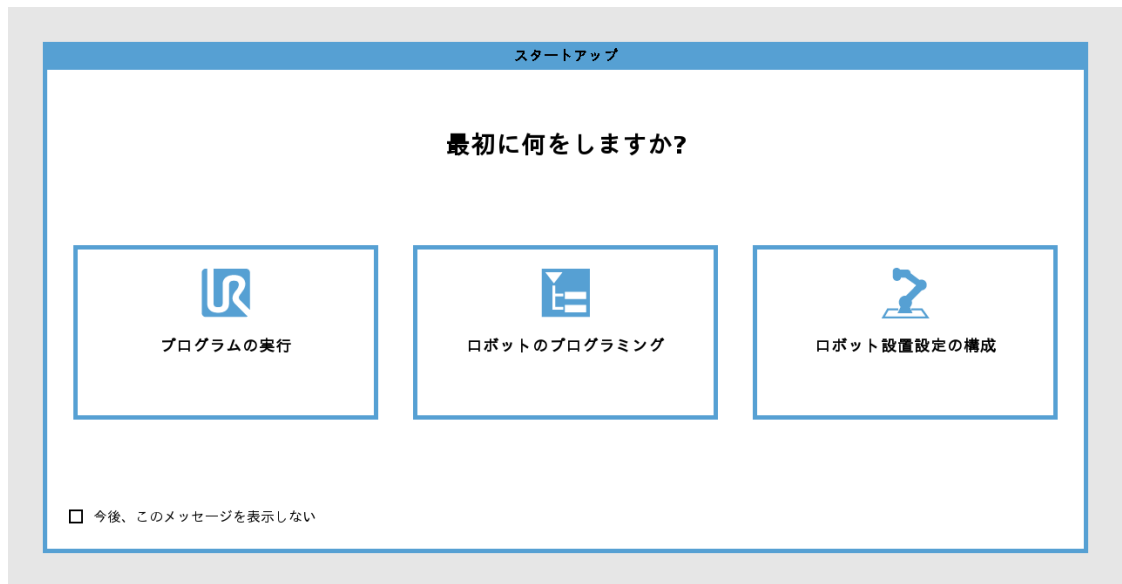 スタートアップ
最初に何をしますか?
プログラムの実行
ロボットのプログラミング
ロボット設置設定の構成
今後、このメッセージを表示しない